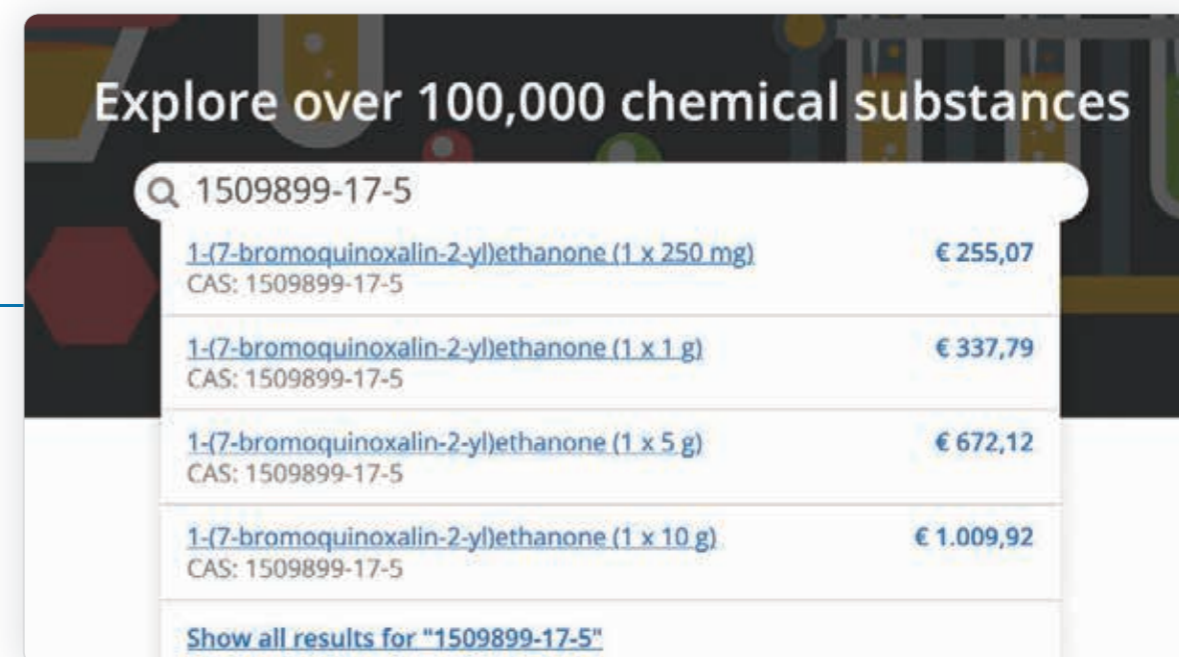 Explore over 100,000 chemical substances
1509899-17-5
1-(7-bromoquinoxalin-2-yl)ethanone (1 x 250 mg) € 255,07
CAS: 1509899-17-5
1-(7-bromoquinoxalin-2-yl)ethanone (1 x 1 g) € 337,79
CAS: 1509899-17-5
1-(7-bromoquinoxalin-2-yl)ethanone (1 x 5 g) € 672,12
CAS: 1509899-17-5
1-(7-bromoquinoxalin-2-yl)ethanone (1 x 10 g) € 1.009,92
CAS: 1509899-17-5
Show all results for "1509899-17-5"